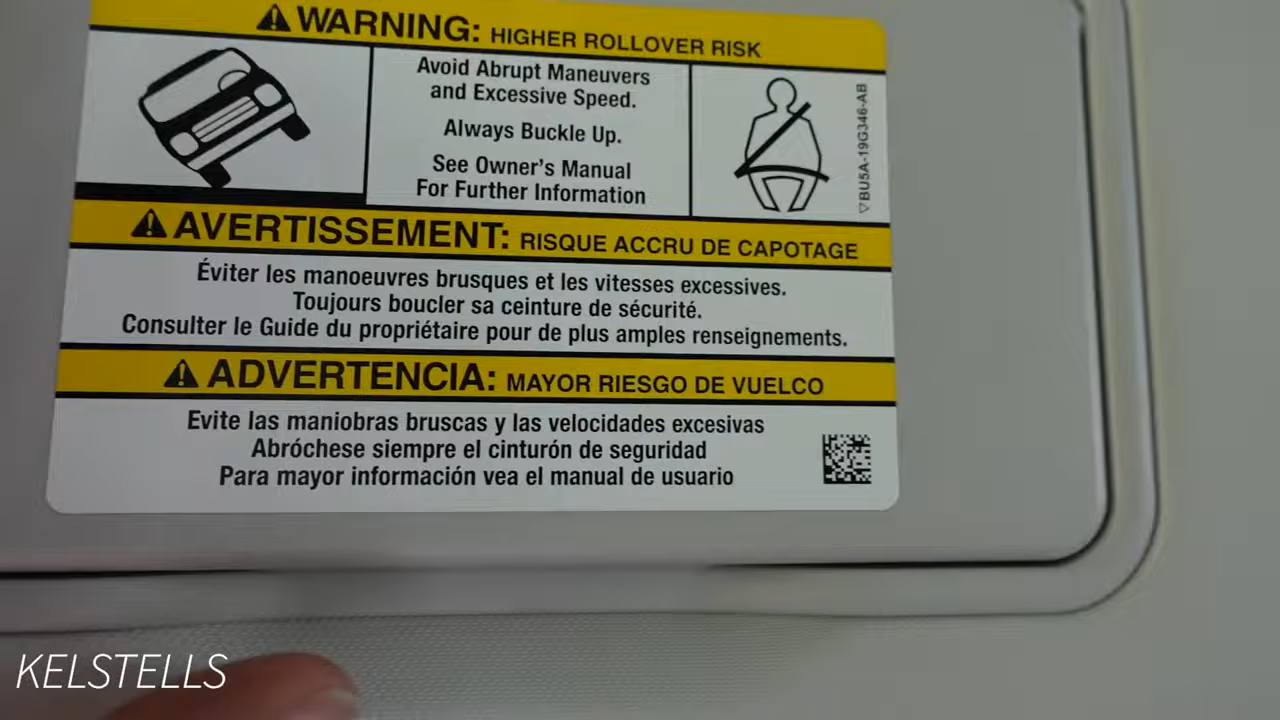 WARNING: HIGHER ROLLOVER RISK
Avoid Abrupt Maneuvers
and Excessive Speed.
Always Buckle Up.
See Owner's Manual
For Further Information
▽BU5A-19G346-AB
AVERTISSEMENT: RISQUE ACCRU DE CAPOTAGE
Éviter les manoeuvres brusques et les vitesses excessives.
Toujours boucler sa ceinture de sécurité.
Consulter le Guide du propriétaire pour de plus amples renseignements.
ADVERTENCIA: MAYOR RIESGO DE VUELCO
Evite las maniobras bruscas y las velocidades excesivas
Abróchese siempre el cinturón de seguridad
Para mayor información vea el manual de usuario
KELSTELLS